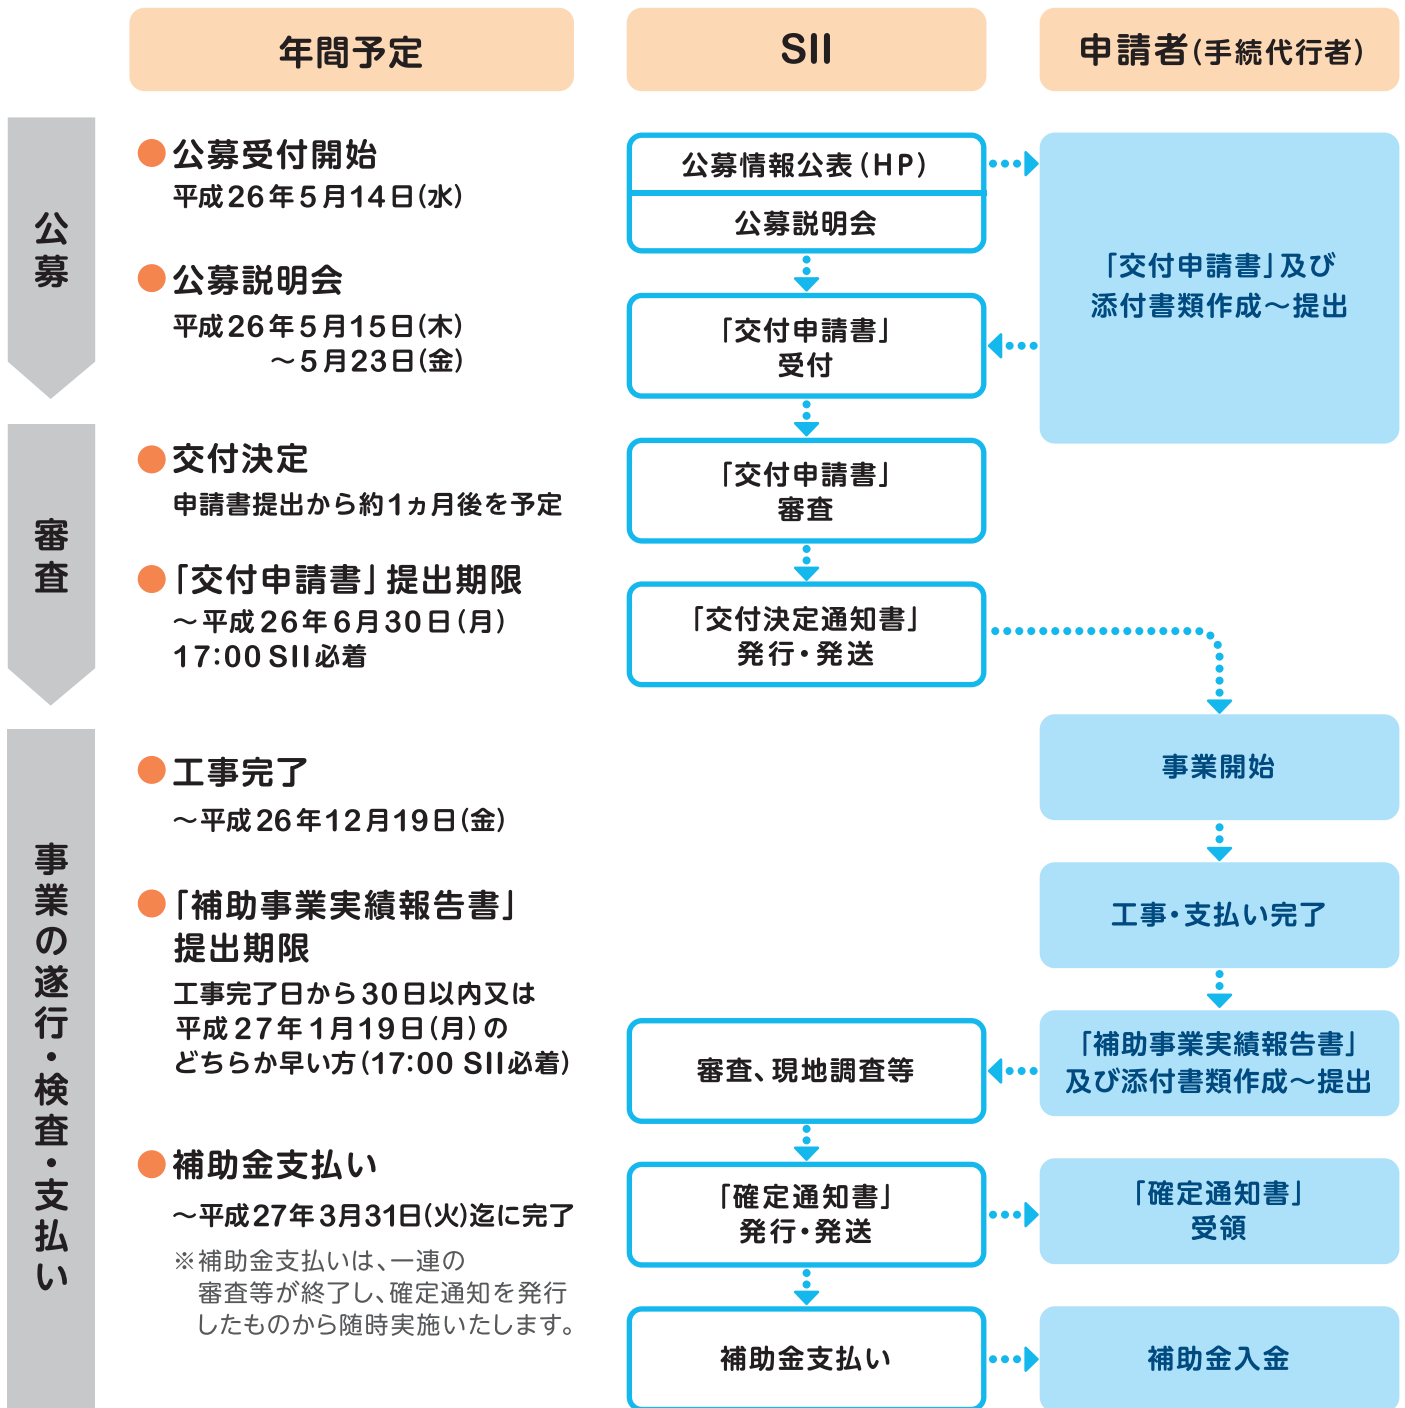 年間予定
SII
申請者(手続代行者)
公募
審査
事業の遂行・検査・支払い
●公募受付開始
平成26年5月14日(水)
●公募説明会
平成26年5月15日(木)
～5月23日(金)
●交付決定
申請書提出から約1ヵ月後を予定
●「交付申請書」提出期限
～平成26年6月30日(月)
17:00 SII必着
●工事完了
～平成26年12月19日(金)
●「補助事業実績報告書」
提出期限
工事完了日から30日以内又は
平成27年1月19日(月)の
どちらか早い方(17:00 SII必着)
●補助金支払い
～平成27年3月31日(火)迄に完了
※補助金支払いは、一連の
審査等が終了し、確定通知を発行
したものから随時実施いたします。
公募情報公表(HP)
公募説明会
「交付申請書」
受付
「交付申請書」
審査
「交付決定通知書」
発行・発送
審査、現地調査等
「確定通知書」
発行・発送
補助金支払い
「交付申請書」及び
添付書類作成～提出
事業開始
工事・支払い完了
「補助事業実績報告書」
及び添付書類作成～提出
「確定通知書」
受領
補助金入金